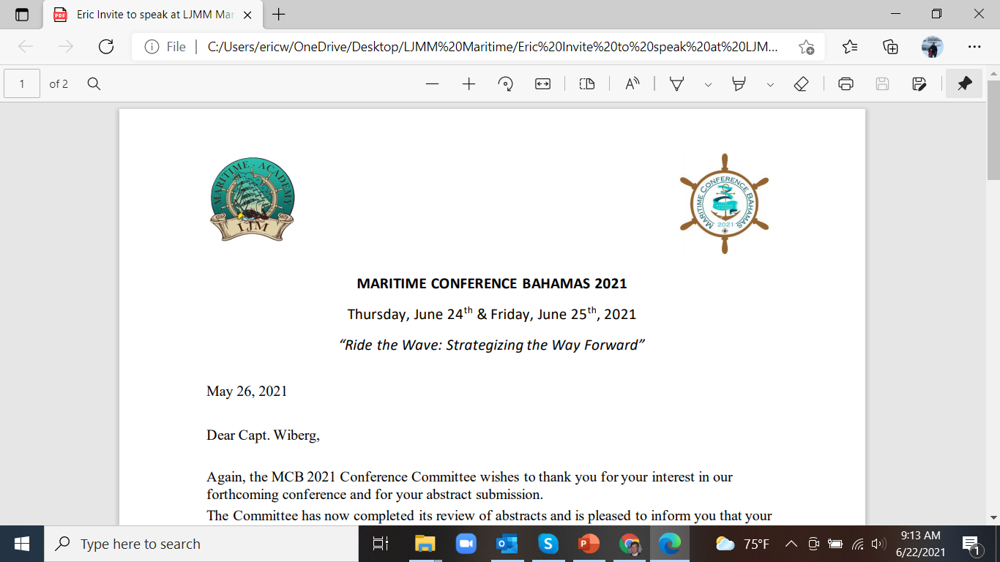 Eric Invite to speak at LJMM Mar
File
C:/Users/ericw/OneDrive/Desktop/LJMM%20Maritime/Eric%20Invite%20to%20speak%20at%20LJM...
1
of 2
MARITIME · ACADEMY
LJM
MARITIME CONFERENCE BAHAMAS
2021
MARITIME CONFERENCE BAHAMAS 2021
Thursday, June 24th & Friday, June 25th, 2021
“Ride the Wave: Strategizing the Way Forward”
May 26, 2021
Dear Capt. Wiberg,
Again, the MCB 2021 Conference Committee wishes to thank you for your interest in our
forthcoming conference and for your abstract submission.
The Committee has now completed its review of abstracts and is pleased to inform you that your
Type here to search
75°F
9:13 AM
6/22/2021
1